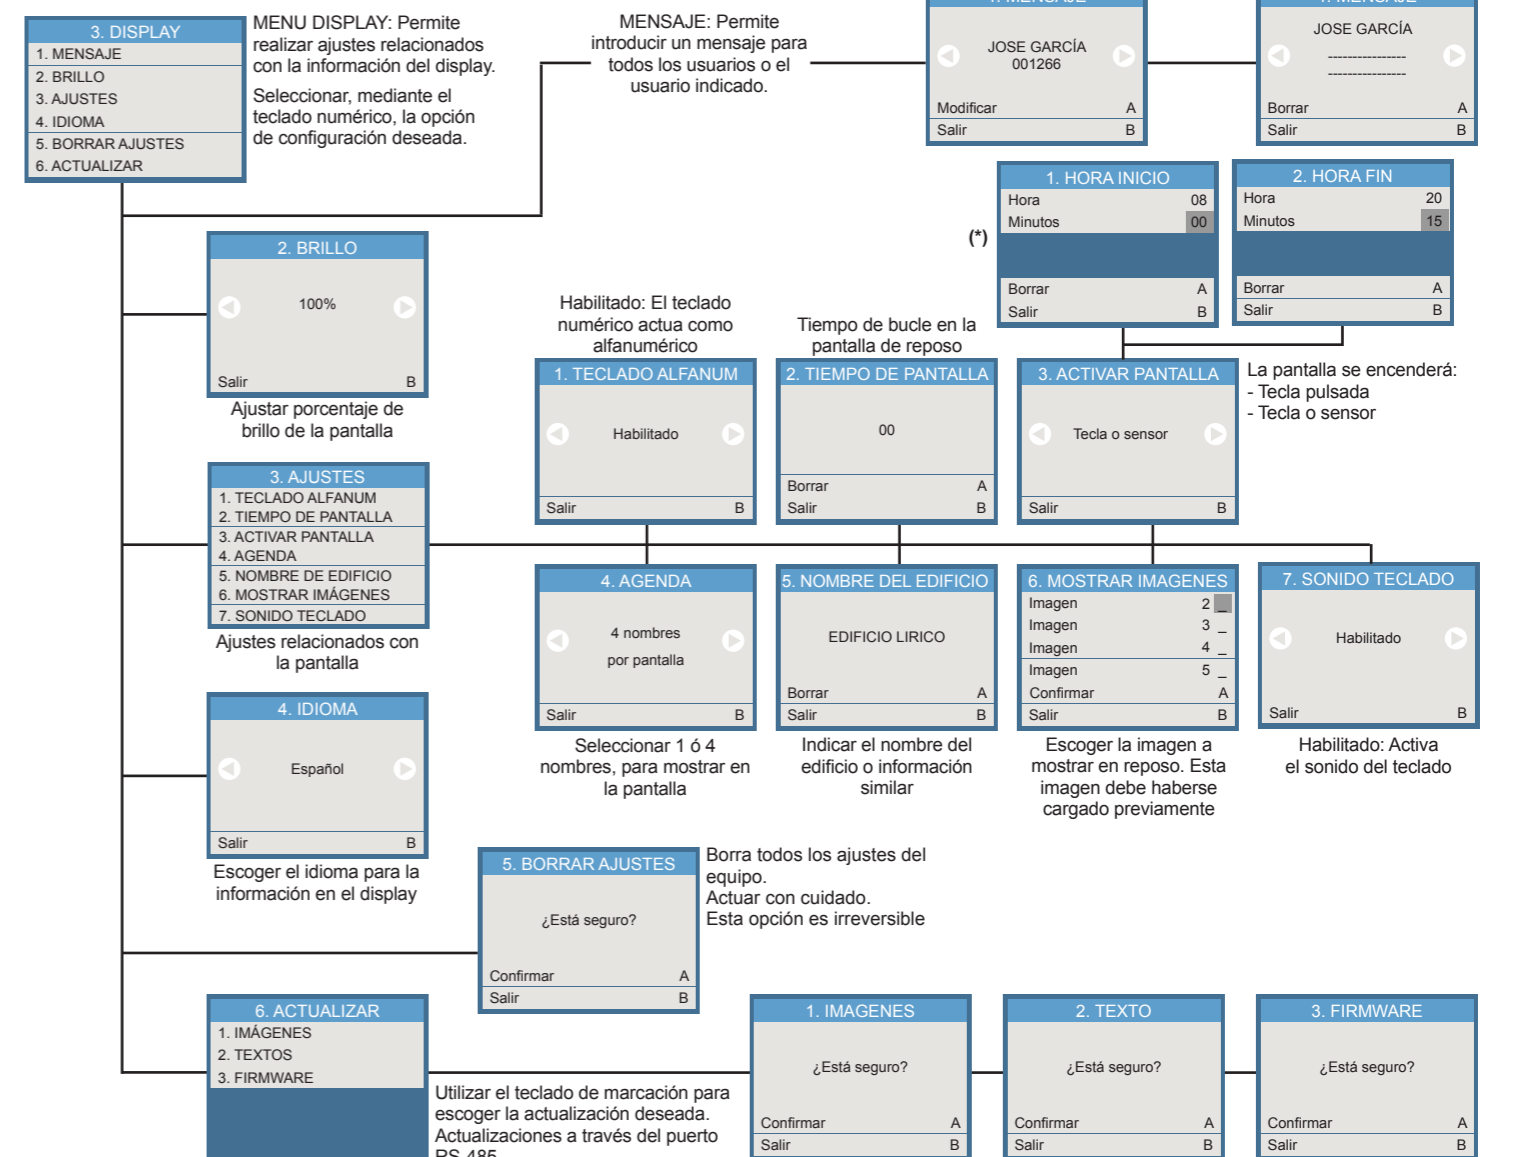 3. DISPLAY
1. MENSAJE
2. BRILLO
3. AJUSTES
4. IDIOMA
5. BORRAR AJUSTES
6. ACTUALIZAR
MENU DISPLAY: Permite
realizar ajustes relacionados
con la información del display.
Seleccionar, mediante el
teclado numérico, la opción
de configuración deseada.
MENSAJE: Permite
introducir un mensaje para
todos los usuarios o el
usuario indicado.
1. MENSAJE
JOSE GARCÍA
001266
Modificar A
Salir B
1. MENSAJE
JOSE GARCÍA
----------------
----------------
Borrar A
Salir B
(*)
1. HORA INICIO
Hora 08
Minutos 00
Borrar A
Salir B
2. HORA FIN
Hora 20
Minutos 15
Borrar A
Salir B
2. BRILLO
100%
Salir B
Ajustar porcentaje de
brillo de la pantalla
Habilitado: El teclado
numérico actua como
alfanumérico
1. TECLADO ALFANUM
Habilitado
Salir B
Tiempo de bucle en la
pantalla de reposo
2. TIEMPO DE PANTALLA
00
Borrar A
Salir B
3. ACTIVAR PANTALLA
Tecla o sensor
Salir B
La pantalla se encenderá:
- Tecla pulsada
- Tecla o sensor
3. AJUSTES
1. TECLADO ALFANUM
2. TIEMPO DE PANTALLA
3. ACTIVAR PANTALLA
4. AGENDA
5. NOMBRE DE EDIFICIO
6. MOSTRAR IMÁGENES
7. SONIDO TECLADO
Ajustes relacionados con
la pantalla
4. AGENDA
4 nombres
por pantalla
Salir B
Seleccionar 1 ó 4
nombres, para mostrar en
la pantalla
5. NOMBRE DEL EDIFICIO
EDIFICIO LIRICO
Borrar A
Salir B
Indicar el nombre del
edificio o información
similar
6. MOSTRAR IMAGENES
Imagen 2 _
Imagen 3 _
Imagen 4 _
Imagen 5 _
Confirmar A
Salir B
Escoger la imagen a
mostrar en reposo. Esta
imagen debe haberse
cargado previamente
7. SONIDO TECLADO
Habilitado
Salir B
Habilitado: Activa
el sonido del teclado
4. IDIOMA
Español
Salir B
Escoger el idioma para la
información en el display
5. BORRAR AJUSTES
¿Está seguro?
Confirmar A
Salir B
Borra todos los ajustes del
equipo.
Actuar con cuidado.
Esta opción es irreversible
6. ACTUALIZAR
1. IMÁGENES
2. TEXTOS
3. FIRMWARE
Utilizar el teclado de marcación para
escoger la actualización deseada.
Actualizaciones a través del puerto
RS-485
1. IMAGENES
¿Está seguro?
Confirmar A
Salir B
2. TEXTO
¿Está seguro?
Confirmar A
Salir B
3. FIRMWARE
¿Está seguro?
Confirmar A
Salir B